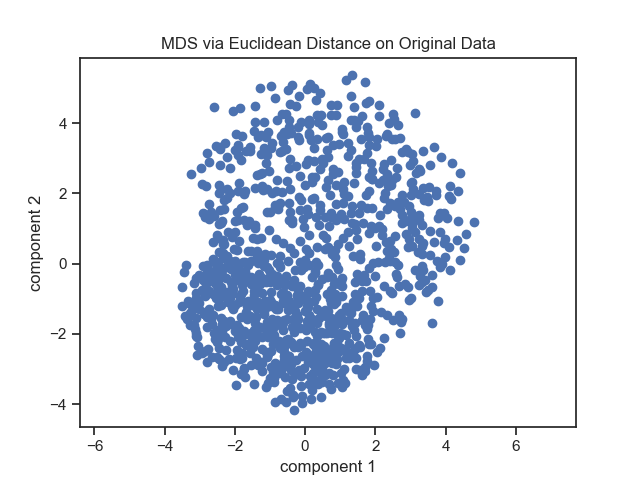 MDS via Euclidean Distance on Original Data
component 2
4
2
0
−2
−4
−6 −4 −2 0 2 4 6
component 1